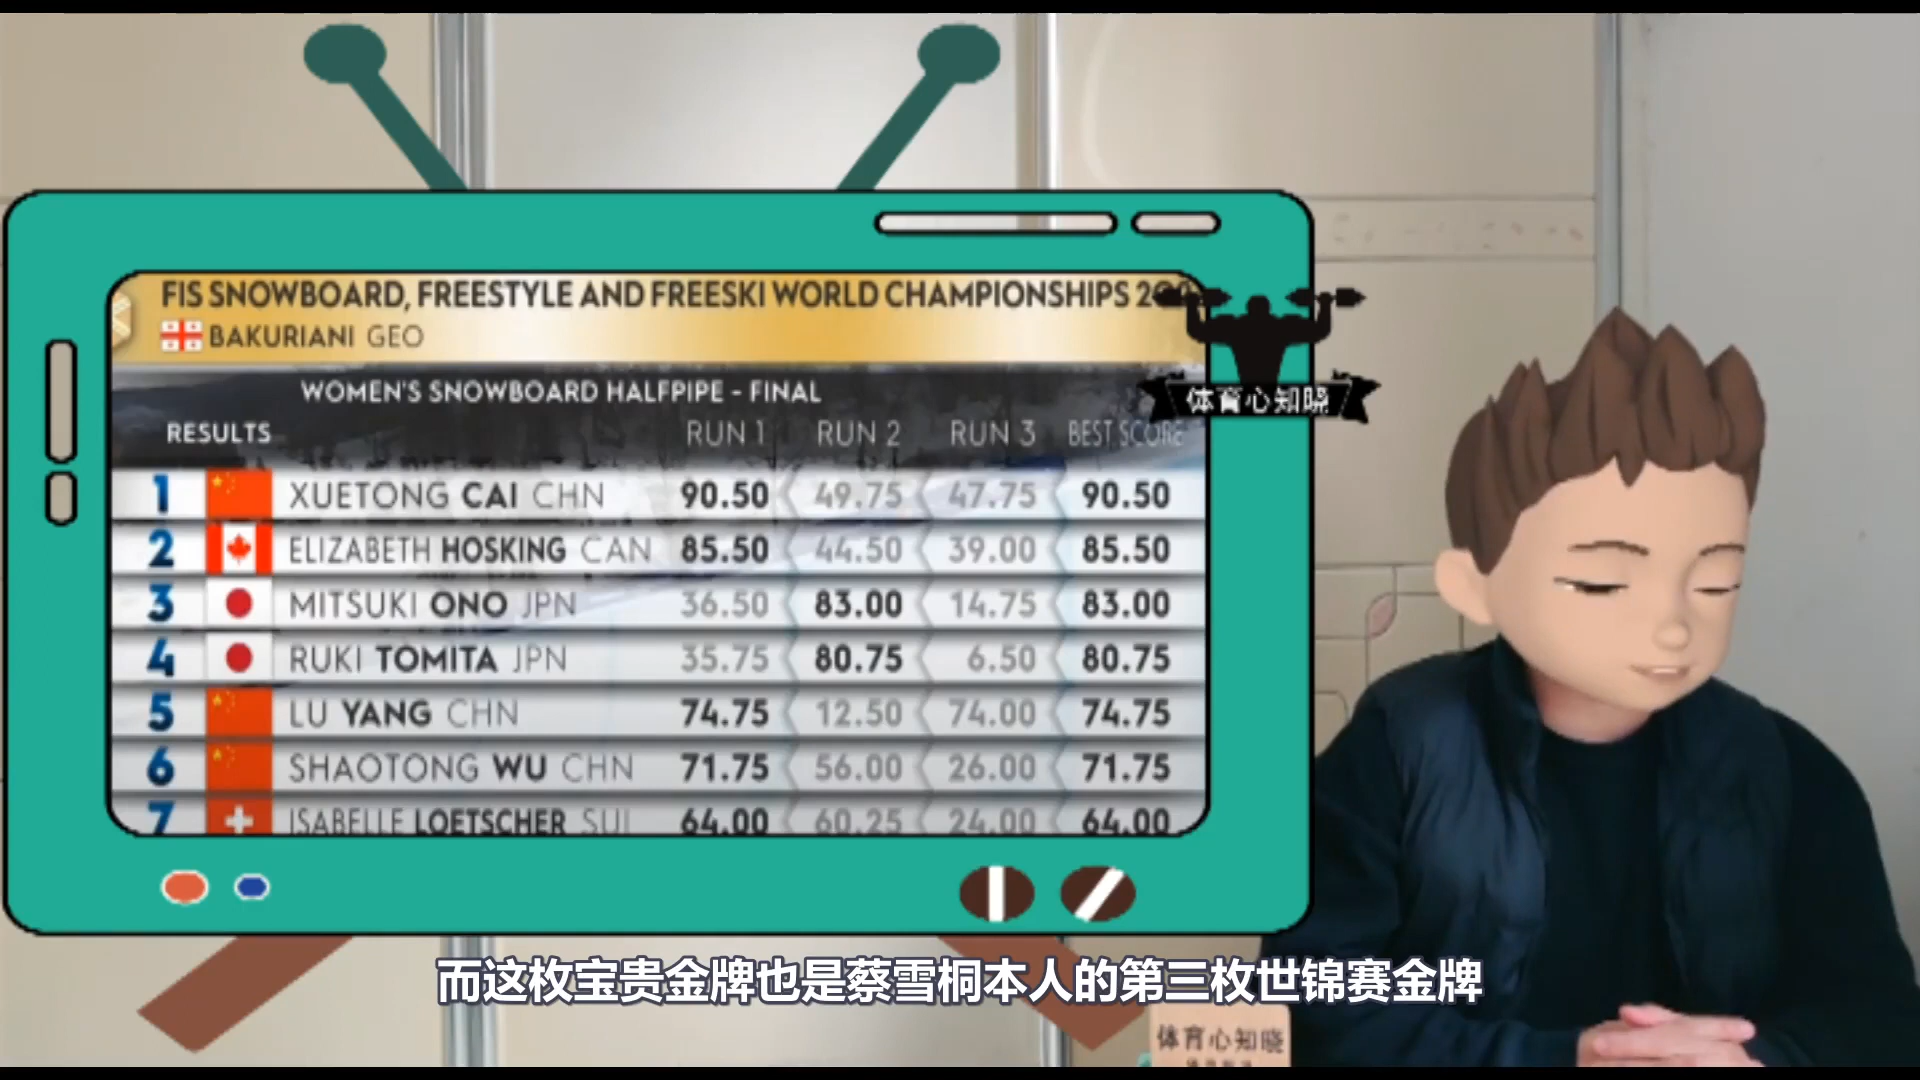 FIS SNOWBOARD, FREESTYLE AND FREESKI WORLD CHAMPIONSHIPS
BAKURIANI GEO
WOMEN'S SNOWBOARD HALFPIPE - FINAL
RESULTS RUN 1 RUN 2 RUN 3 BEST SCORE
1 XUETONG CAI CHN 90.50 49.75 47.75 90.50
2 ELIZABETH HOSKING CAN 85.50 44.50 39.00 85.50
3 MITSUKI ONO JPN 36.50 83.00 14.75 83.00
4 RUKI TOMITA JPN 35.75 80.75 6.50 80.75
5 LU YANG CHN 74.75 12.50 74.00 74.75
6 SHAOTONG WU CHN 71.75 56.00 26.00 71.75
7 ISABELLE LOETSCHER SUI 64.00 60.25 24.00 64.00
体育心知晓
而这枚宝贵金牌也是蔡雪桐本人的第三枚世锦赛金牌
体育心知晓